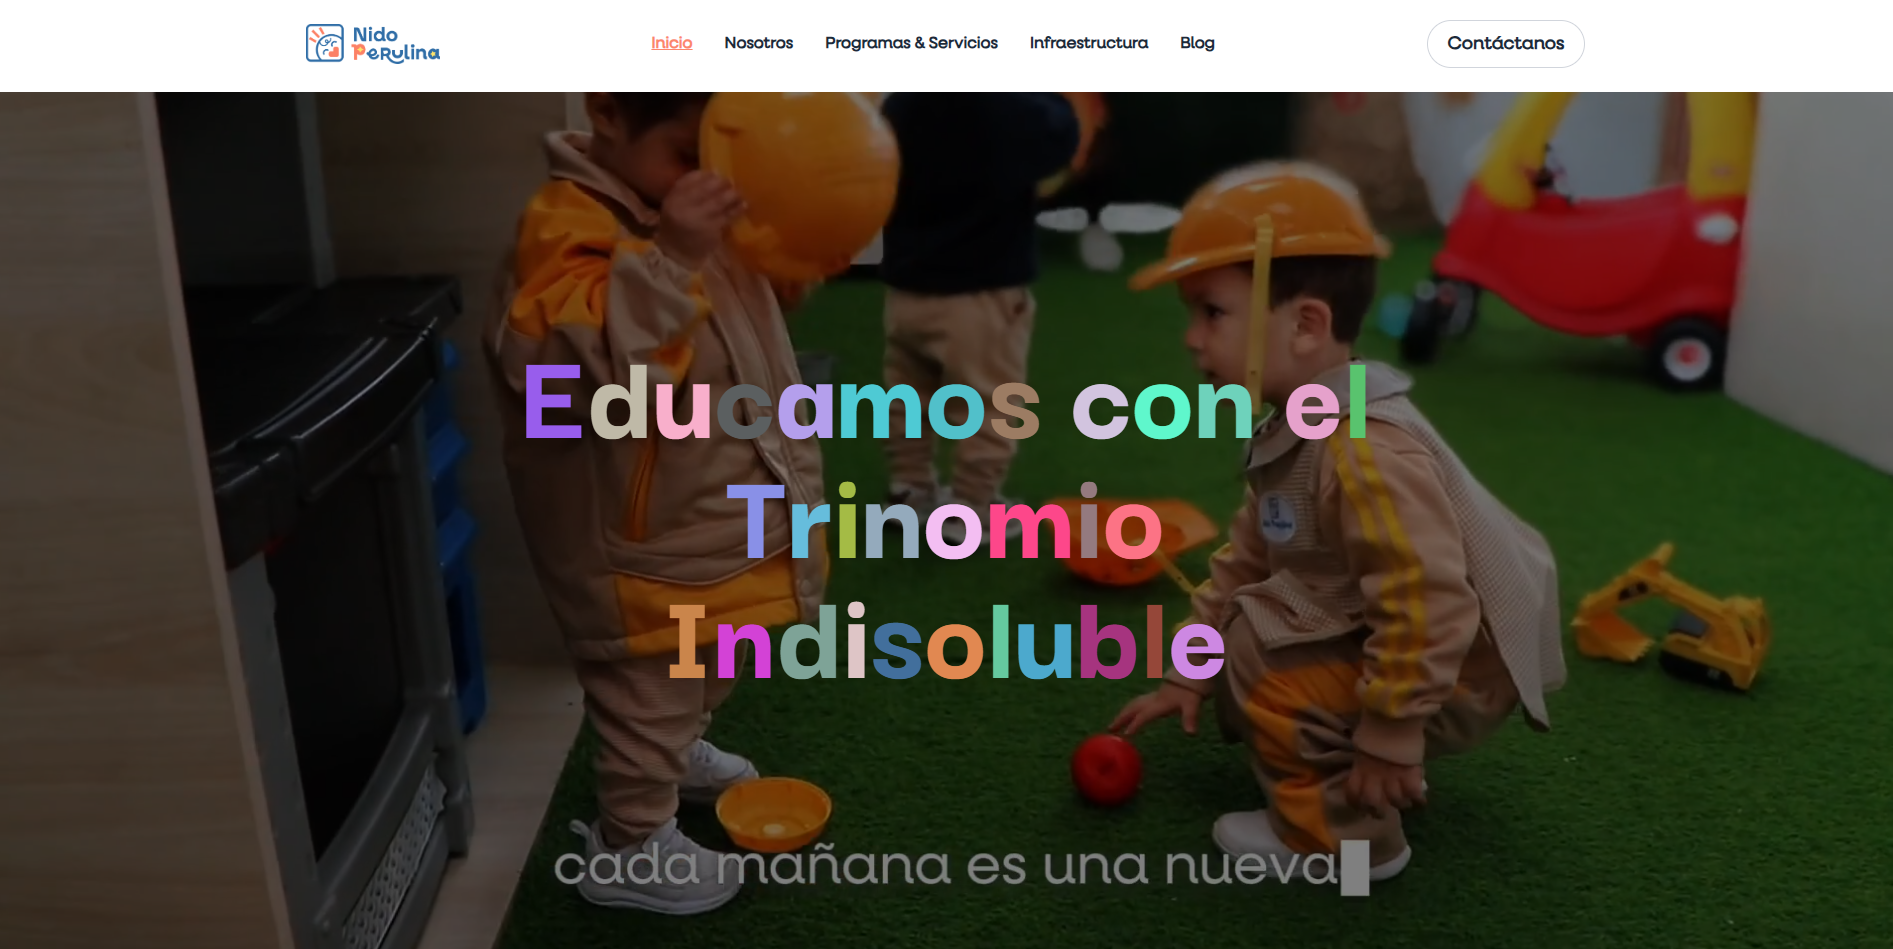 Nido
Perulina
Inicio
Nosotros
Programas & Servicios
Infraestructura
Blog
Contáctanos
Educamos con el
Trinomio
Indisoluble
cada mañana es una nueva